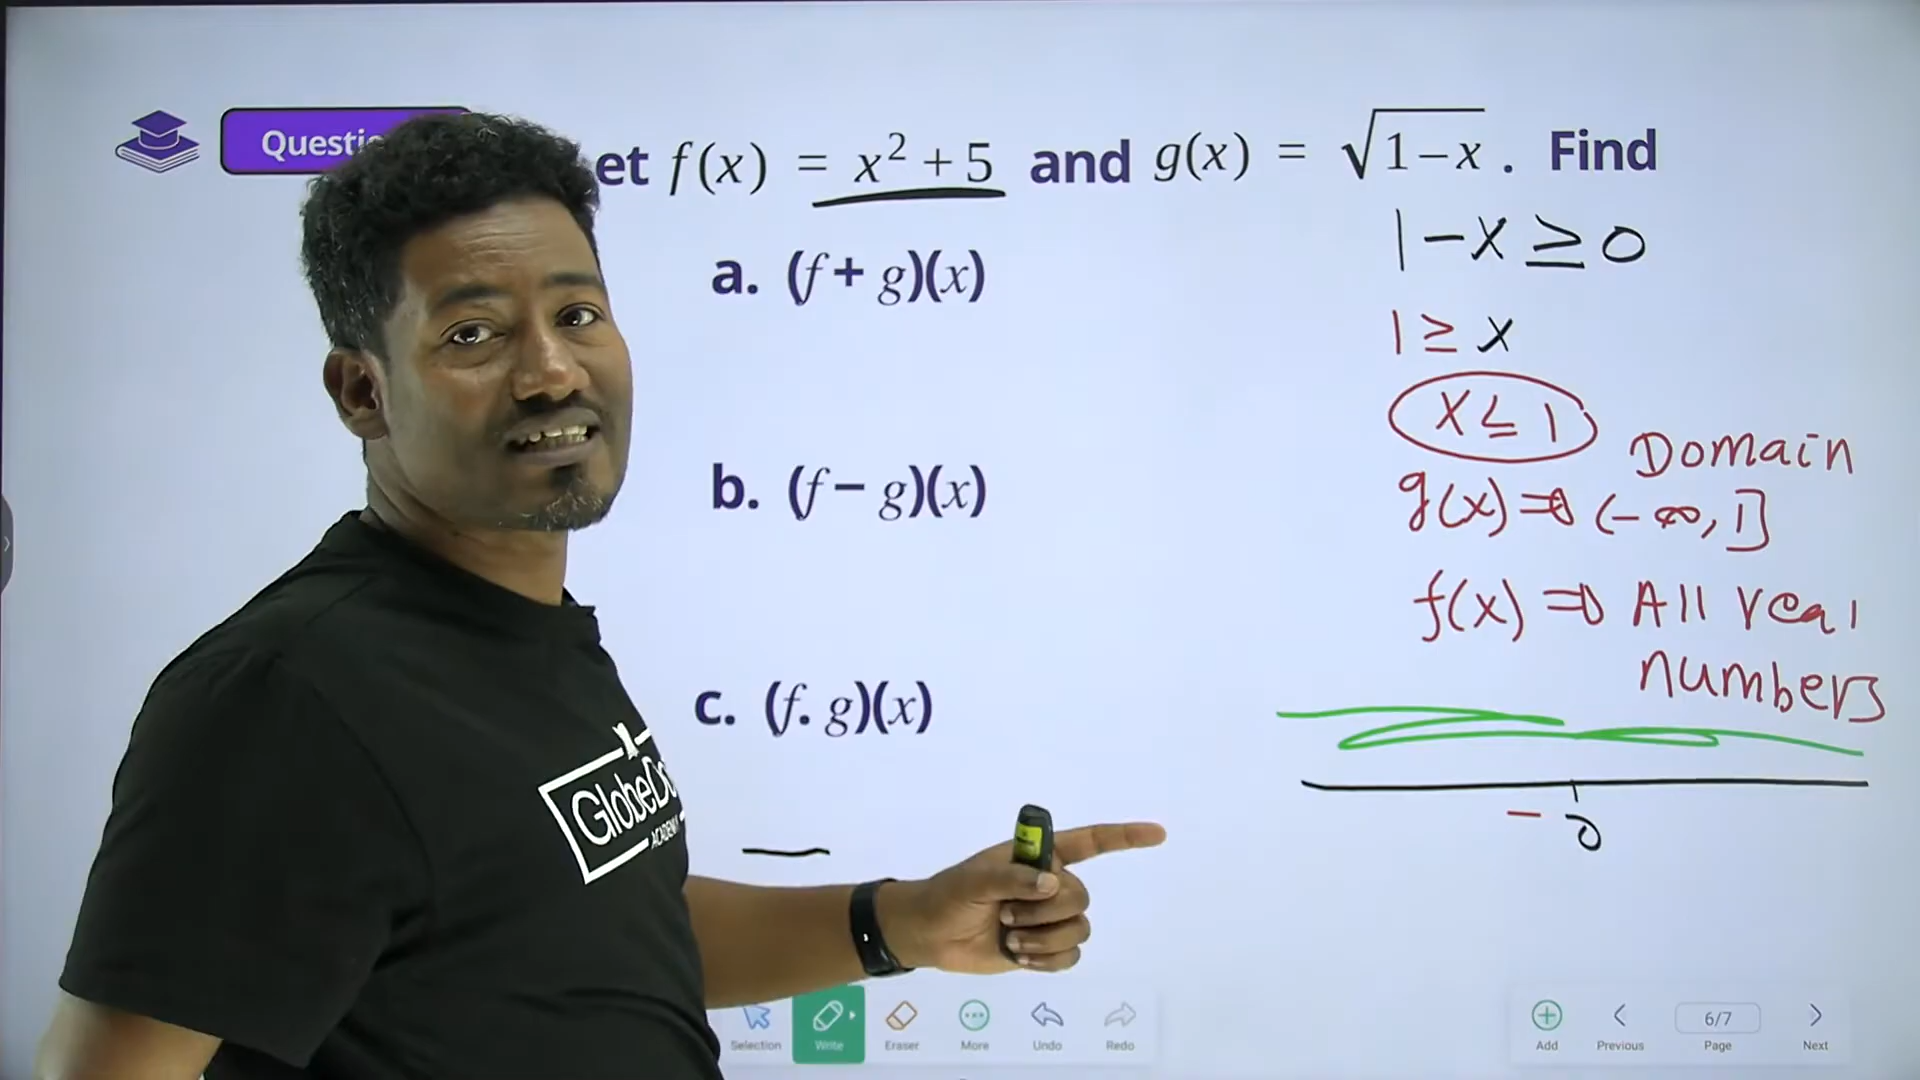 et f(x) = x² + 5 and g(x) = √1−x . Find
1 − x ≥ 0
a. (f + g)(x)
1 ≥ x
x ≤ 1
Domain
b. (f − g)(x)
g(x) ⇒ (−∞, 1]
f(x) ⇒ All real
numbers
c. (f. g)(x)
− 0
Selection
Write
Eraser
More
Undo
Redo
Add
Previous
6/7
Page
Next